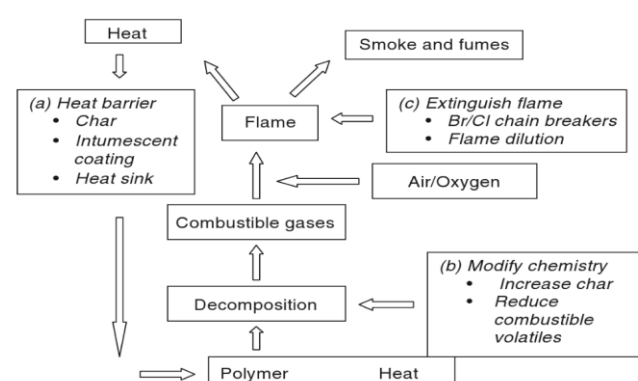 Heat
Smoke and fumes
(a) Heat barrier
• Char
• Intumescent
coating
• Heat sink
Flame
(c) Extinguish flame
• Br/Cl chain breakers
• Flame dilution
Air/Oxygen
Combustible gases
(b) Modify chemistry
• Increase char
• Reduce
combustible
volatiles
Decomposition
Polymer Heat